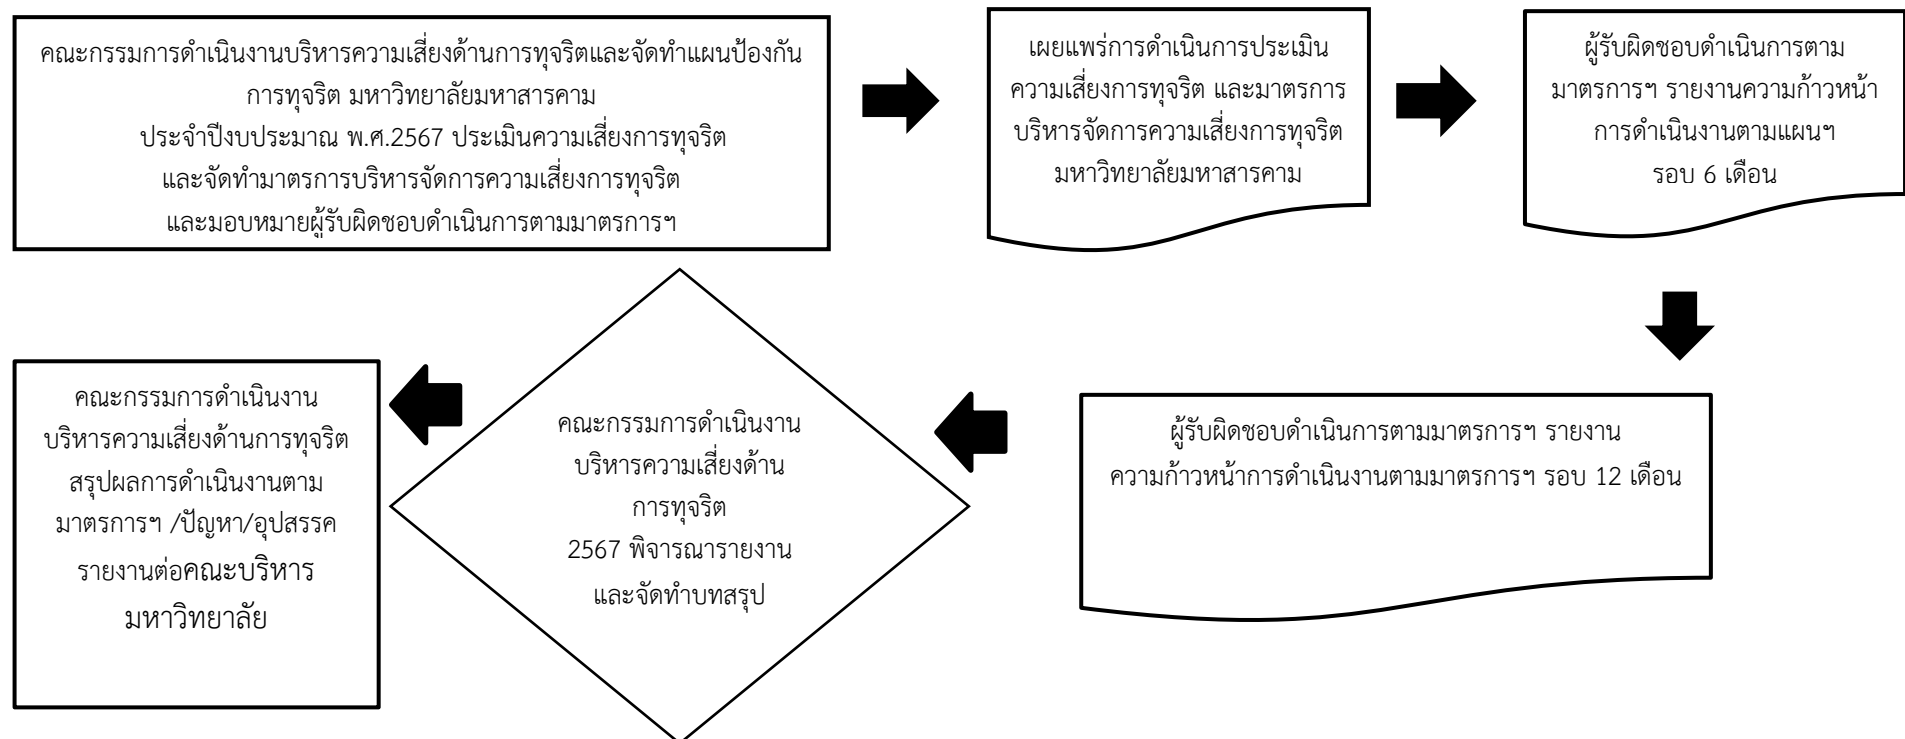 คณะกรรมการดำเนินงานบริหารความเสี่ยงด้านการทุจริตและจัดทำแผนป้องกัน
การทุจริต มหาวิทยาลัยมหาสารคาม
ประจำปีงบประมาณ พ.ศ.2567 ประเมินความเสี่ยงการทุจริต
และจัดทำมาตรการบริหารจัดการความเสี่ยงการทุจริต
และมอบหมายผู้รับผิดชอบดำเนินการตามมาตรการฯ
เผยแพร่การดำเนินการประเมิน
ความเสี่ยงการทุจริต และมาตรการ
บริหารจัดการความเสี่ยงการทุจริต
มหาวิทยาลัยมหาสารคาม
ผู้รับผิดชอบดำเนินการตาม
มาตรการฯ รายงานความก้าวหน้า
การดำเนินงานตามแผนฯ
รอบ 6 เดือน
ผู้รับผิดชอบดำเนินการตามมาตรการฯ รายงาน
ความก้าวหน้าการดำเนินงานตามมาตรการฯ รอบ 12 เดือน
คณะกรรมการดำเนินงาน
บริหารความเสี่ยงด้าน
การทุจริต
2567 พิจารณารายงาน
และจัดทำบทสรุป
คณะกรรมการดำเนินงาน
บริหารความเสี่ยงด้านการทุจริต
สรุปผลการดำเนินงานตาม
มาตรการฯ /ปัญหา/อุปสรรค
รายงานต่อคณะบริหาร
มหาวิทยาลัย